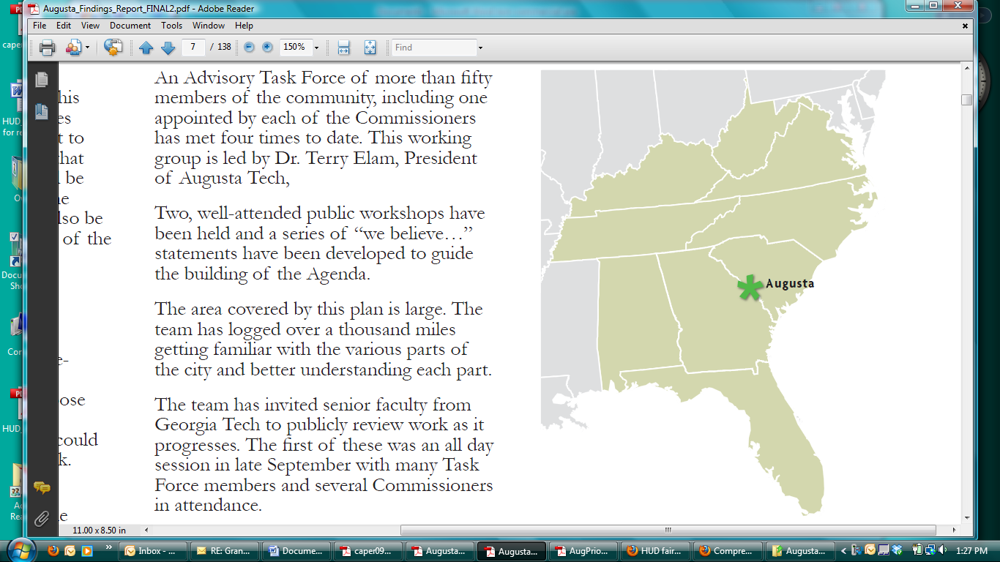 Augusta_Findings_Report_FINAL2.pdf - Adobe Reader
File Edit View Document Tools Window Help
7 / 138 150% Find
An Advisory Task Force of more than fifty
members of the community, including one
appointed by each of the Commissioners
has met four times to date. This working
group is led by Dr. Terry Elam, President
of Augusta Tech,
Two, well-attended public workshops have
been held and a series of “we believe…”
statements have been developed to guide
the building of the Agenda.
The area covered by this plan is large. The
team has logged over a thousand miles
getting familiar with the various parts of
the city and better understanding each part.
The team has invited senior faculty from
Georgia Tech to publicly review work as it
progresses. The first of these was an all day
session in late September with many Task
Force members and several Commissioners
in attendance.
his
es
t to
hat
l be
ne
lso be
of the
e-
ose
could
k.
ne
Augusta
11.00 x 8.50 in
caper
HUD_
for re
Ov
Docu
Sho
Cor
HUD_
Ad
Rea
Inbox - ...
RE: Gran...
Docume...
caper09...
Augusta...
Augusta...
AugPrio...
HUD fair...
Compre...
Augusta...
1:27 PM